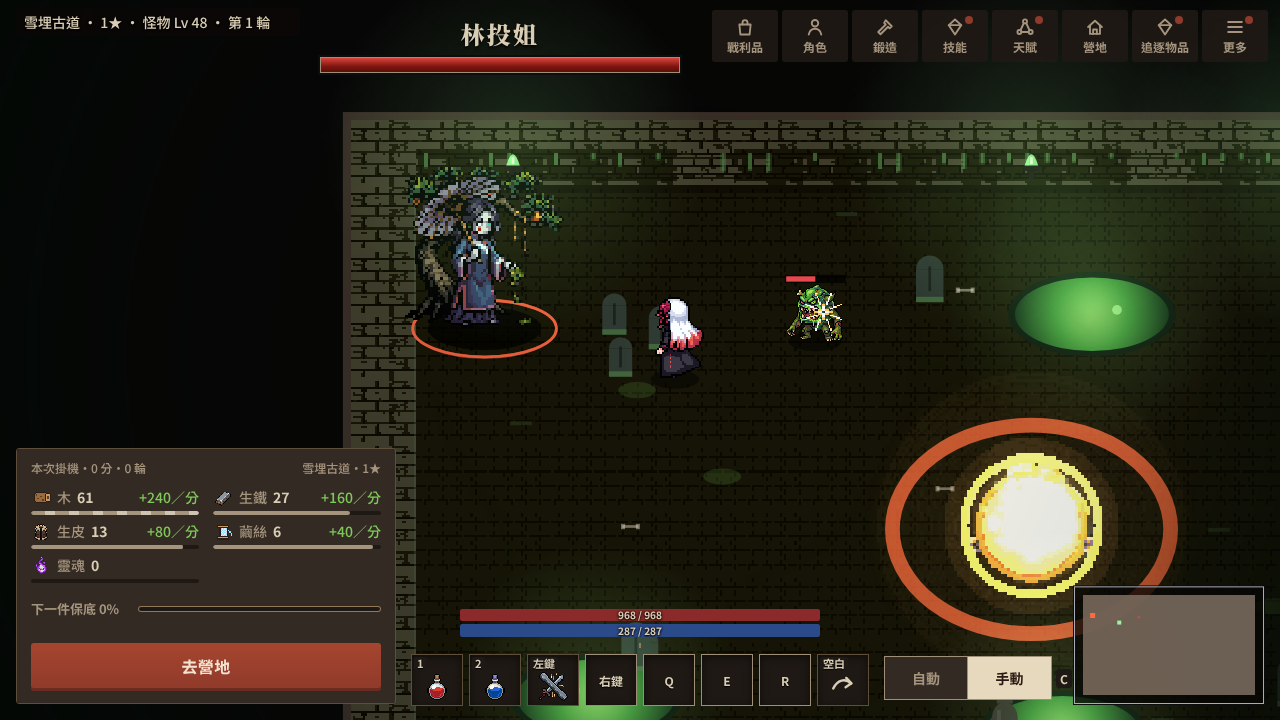 雪埋古道 · 1★ · 怪物 Lv 48 · 第 1 輪
林投姐
戰利品
角色
鍛造
技能
天賦
營地
追逐物品
更多
本次掛機 · 0 分 · 0 輪
雪埋古道 · 1★
木 61 +240／分
生鐵 27 +160／分
生皮 13 +80／分
繭絲 6 +40／分
靈魂 0
下一件保底 0%
去營地
968 / 968
287 / 287
1
2
左鍵
右鍵
Q
E
R
空白
自動
手動
C